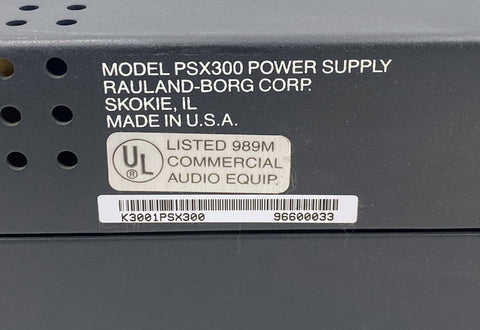 MODEL PSX300 POWER SUPPLY
RAULAND-BORG CORP.
SKOKIE, IL
MADE IN U.S.A.
UL®
LISTED 989M
COMMERCIAL
AUDIO EQUIP.
K3001PSX300 96600033